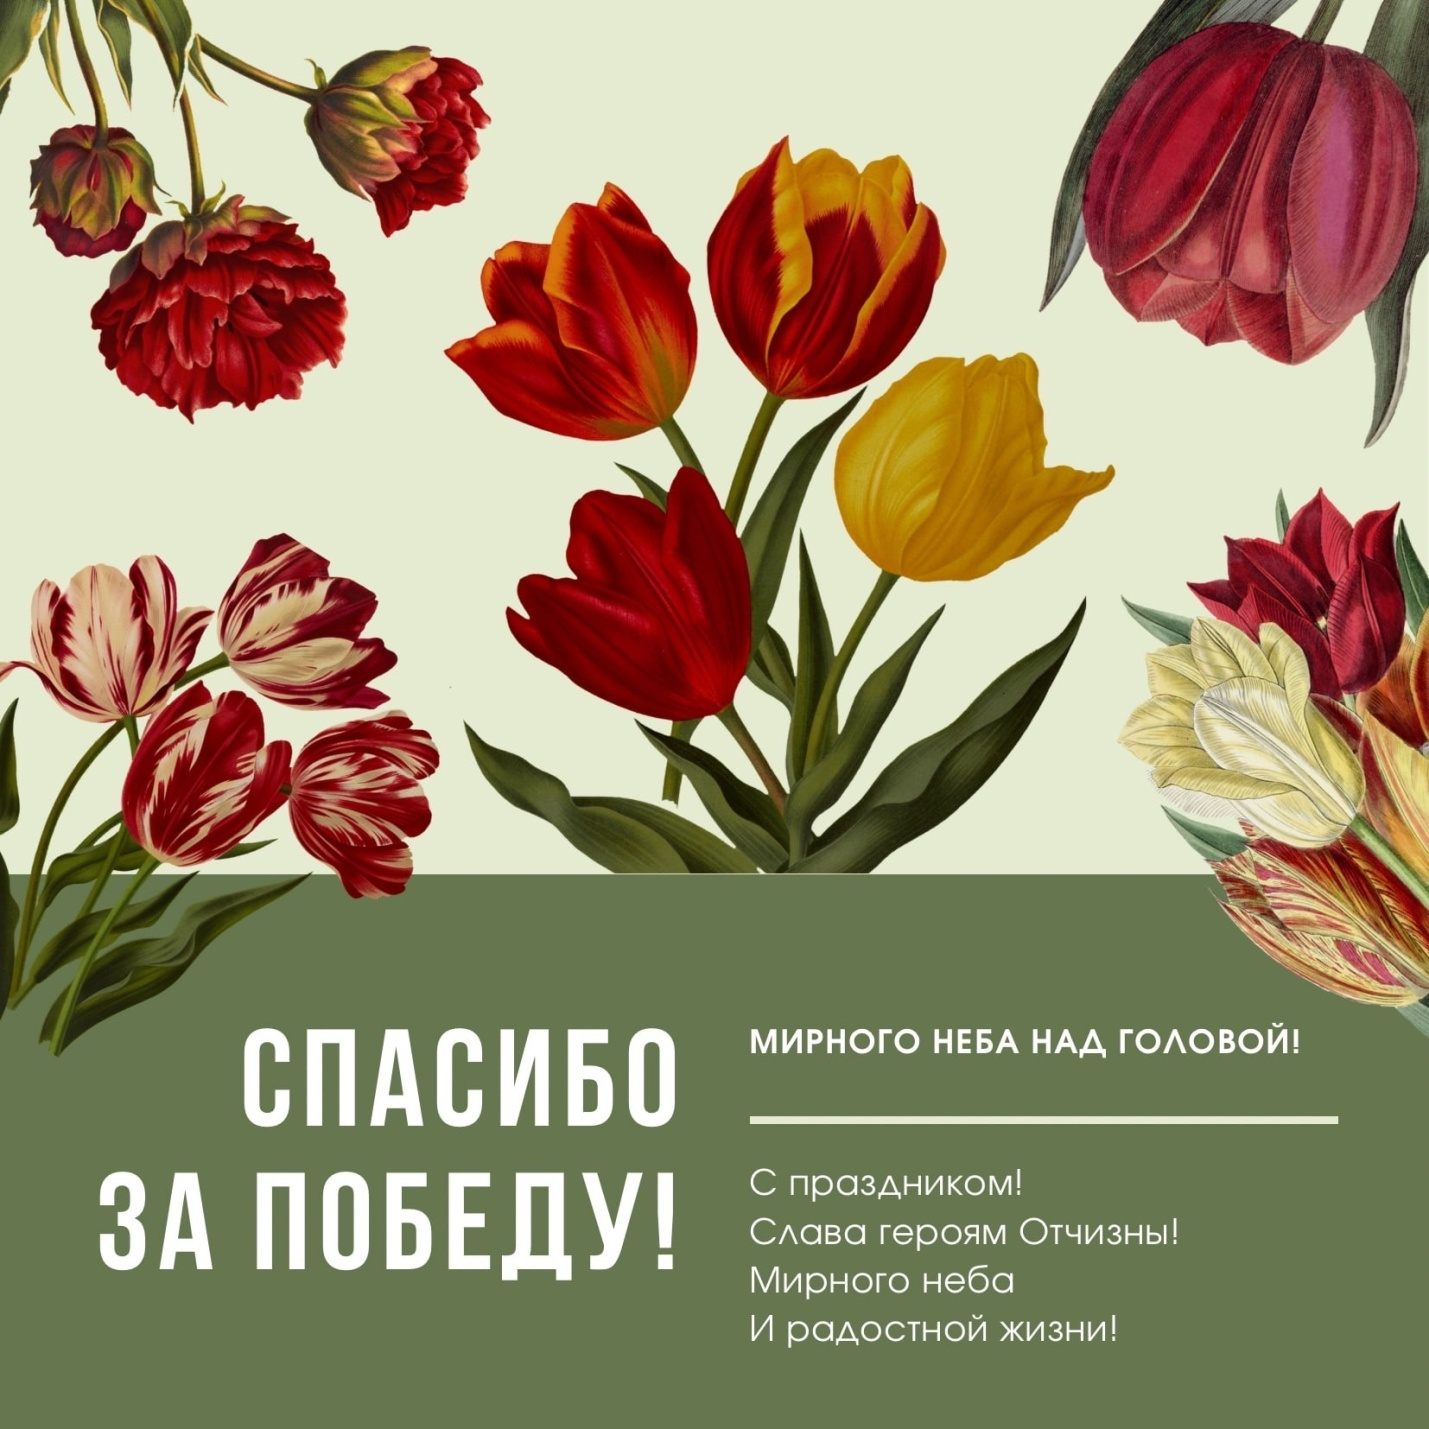 СПАСИБО
ЗА ПОБЕДУ!
МИРНОГО НЕБА НАД ГОЛОВОЙ!
С праздником!
Слава героям Отчизны!
Мирного неба
И радостной жизни!